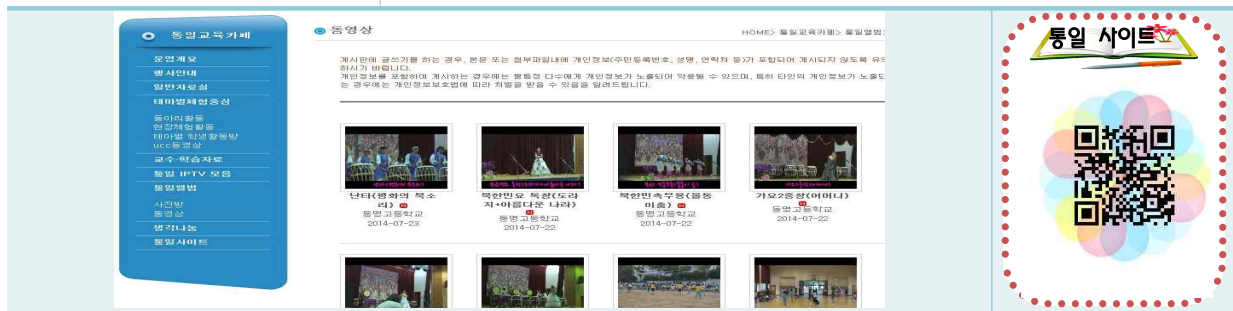 통일교육카페
운영계요
행사안내
일반자료실
테마별체험중심
동아리활동
현장체험활동
테마별 학생활동방
ucc동영상
교수·학습자료
통일 IPTV 모음
통일앨범
사진방
동영상
생각나눔
통일사이트
동영상
HOME> 통일교육카페> 통일앨범>
게시판에 글쓰기를 하는 경우, 본문 또는 첨부파일내에 개인정보(주민등록번호, 성명, 연락처 등)가 포함되어 게시되지 않도록 유의
하시기 바랍니다.
개인정보를 포함하여 게시하는 경우에는 불특정 다수에게 개인정보가 노출되어 악용될 수 있으며, 특히 타인의 개인정보가 노출되
는 경우에는 개인정보보호법에 따라 처벌을 받을 수 있음을 알려드립니다.
난타(평화의 북소
리)
동명고등학교
2014-07-23
북한민요 독창(도라
지*아름다운 나라)
동명고등학교
2014-07-22
북한민속무용(물동
이춤)
동명고등학교
2014-07-22
가요2중창(어머나)
동명고등학교
2014-07-22
통일 사이트